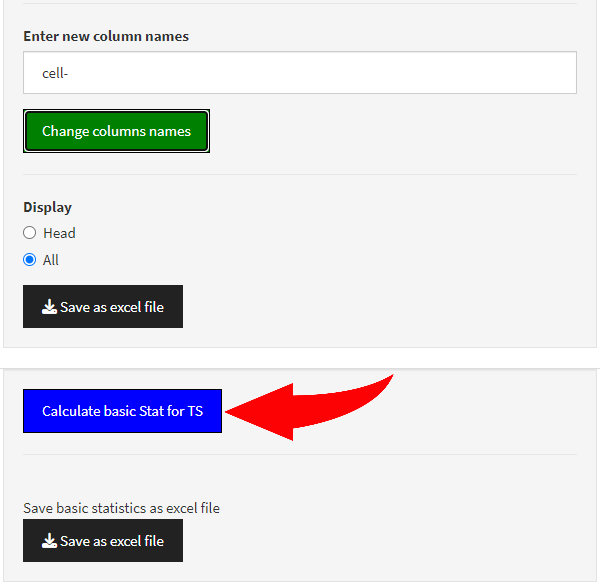 Enter new column names
cell-
Change columns names
Display
Head
All
Save as excel file
Calculate basic Stat for TS
Save basic statistics as excel file
Save as excel file